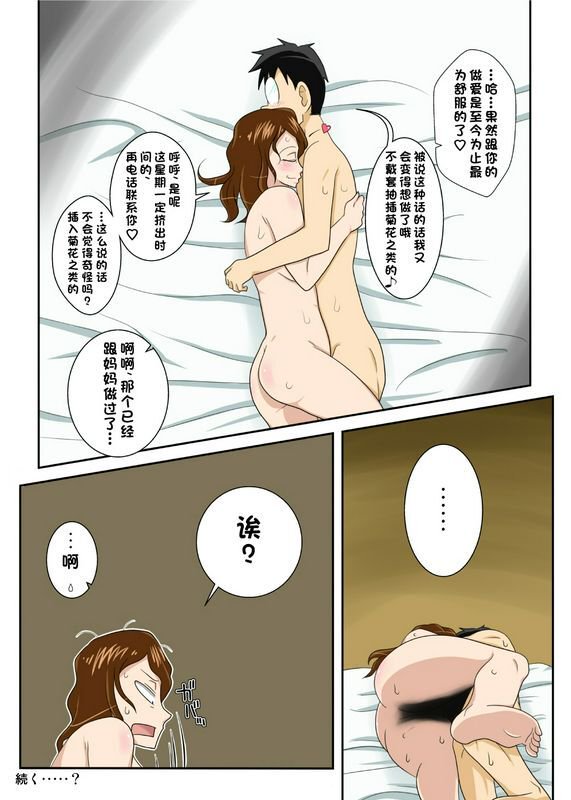 …哈…果然跟你的
做爱是至今为止最
为舒服的了♡
被说这种话的话我又
会变得想做了哦
不戴套抽插菊花之类的♪
呼呼、是呢
这星期一定挤出时
间的、
再电话联系你♡
…这么说的话
不会觉得奇怪吗?
插入菊花之类的
啊啊、那个已经
跟妈妈做过了…
……
诶?
…啊
ガバッ
続く……?